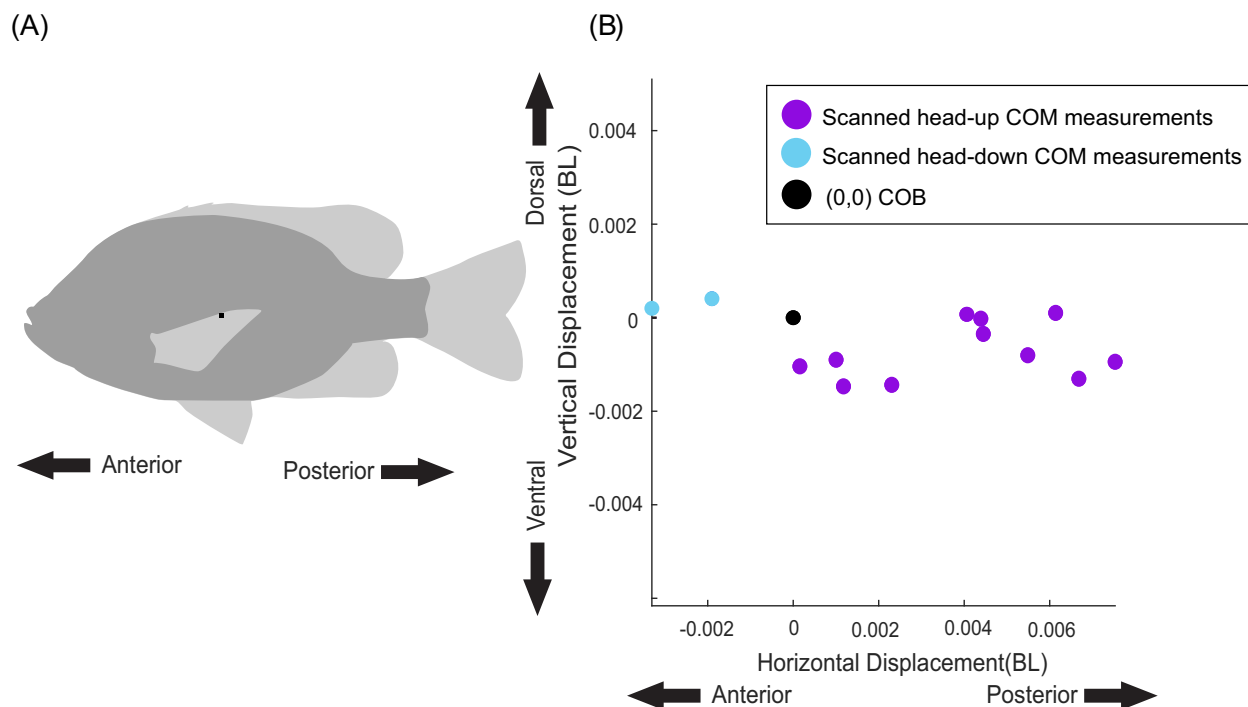 (A)
Anterior
Posterior
(B)
Dorsal
Ventral
Vertical Displacement (BL)
0.004
0.002
0
-0.002
-0.004
Scanned head-up COM measurements
Scanned head-down COM measurements
(0,0) COB
-0.002 0 0.002 0.004 0.006
Horizontal Displacement(BL)
Anterior
Posterior